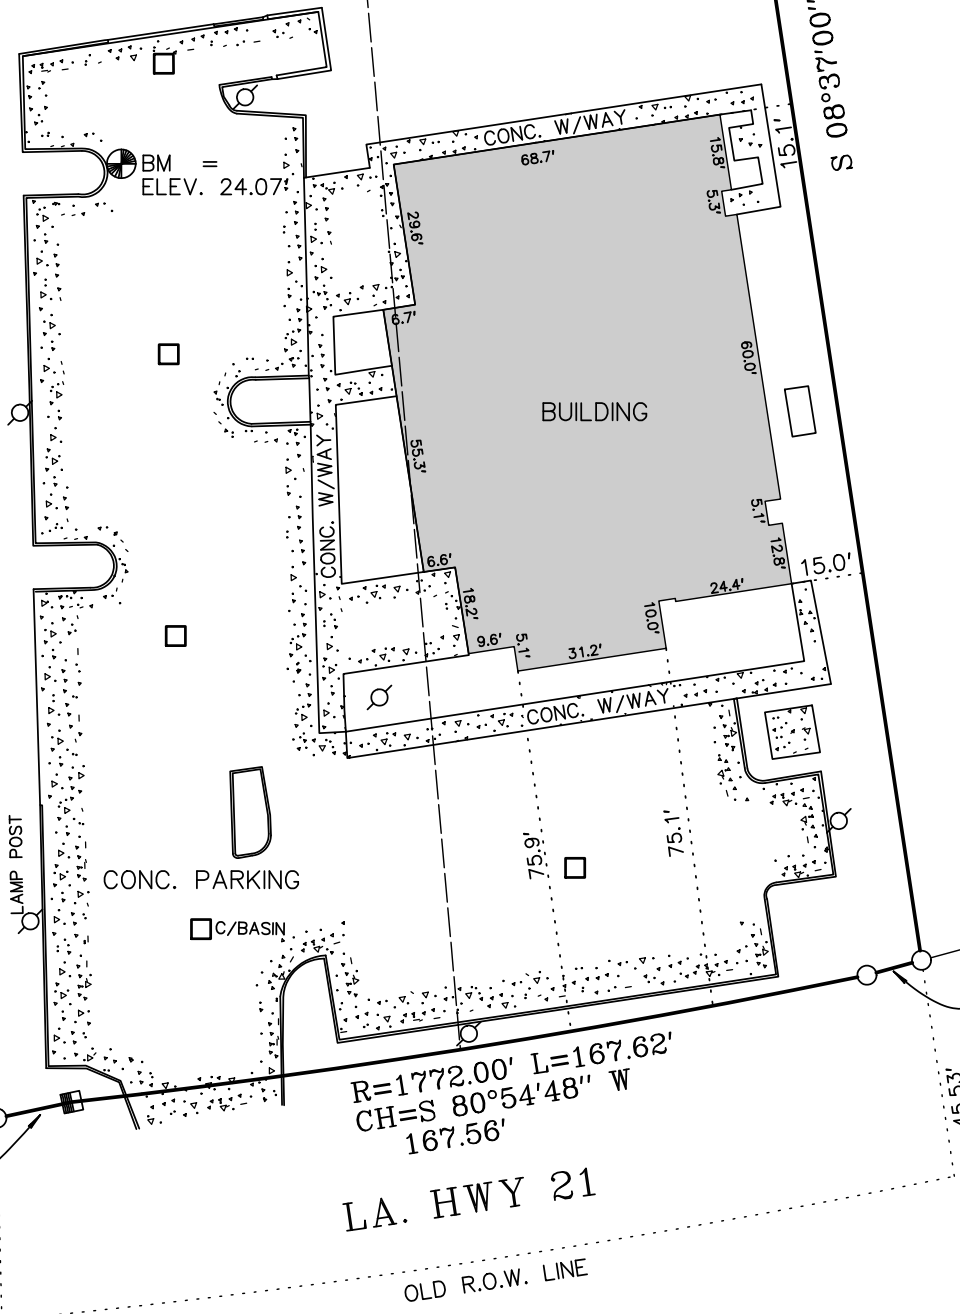 S 08°37'00"
CONC. W/WAY
68.7'
15.8'
15.1'
BM =
ELEV. 24.07'
5.3'
29.6'
6.7'
60.0'
BUILDING
55.3'
CONC. W/WAY
5.1'
12.8'
15.0'
6.6'
24.4'
18.2'
10.0'
9.6'
5.1'
31.2'
CONC. W/WAY
75.9'
75.1'
LAMP POST
CONC. PARKING
C/BASIN
R=1772.00' L=167.62'
CH=S 80°54'48" W
167.56'
45.53'
LA. HWY 21
OLD R.O.W. LINE